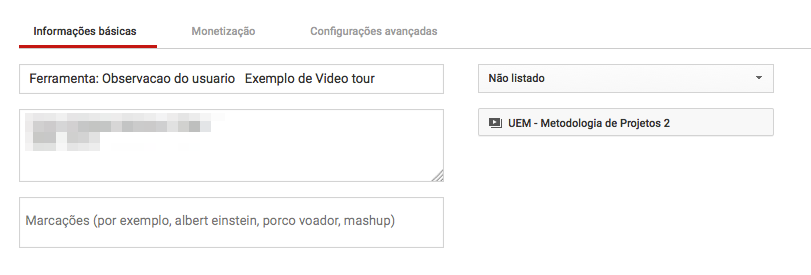 Informações básicas
Monetização
Configurações avançadas
Ferramenta: Observacao do usuario   Exemplo de Video tour
Não listado
UEM - Metodologia de Projetos 2
Marcações (por exemplo, albert einstein, porco voador, mashup)